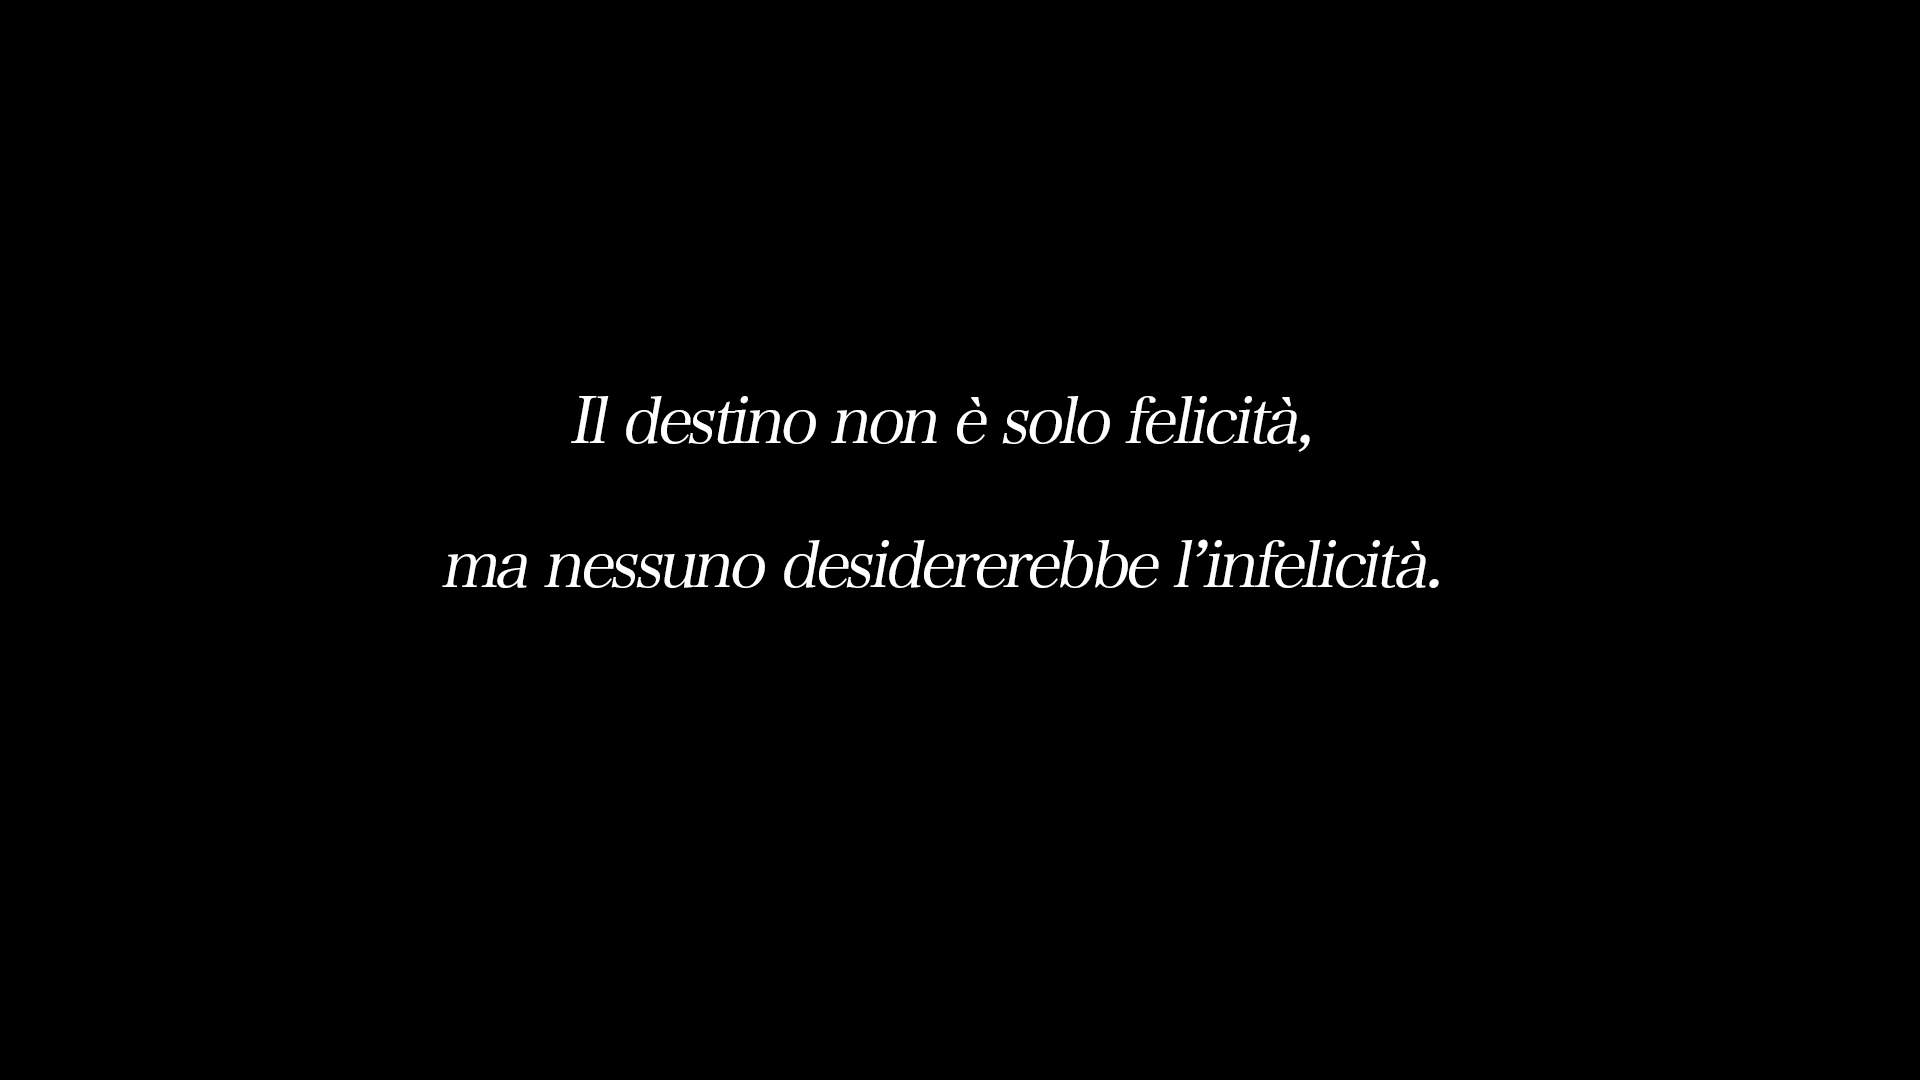 Il destino non è solo felicità,
ma nessuno desidererebbe l’infelicità.